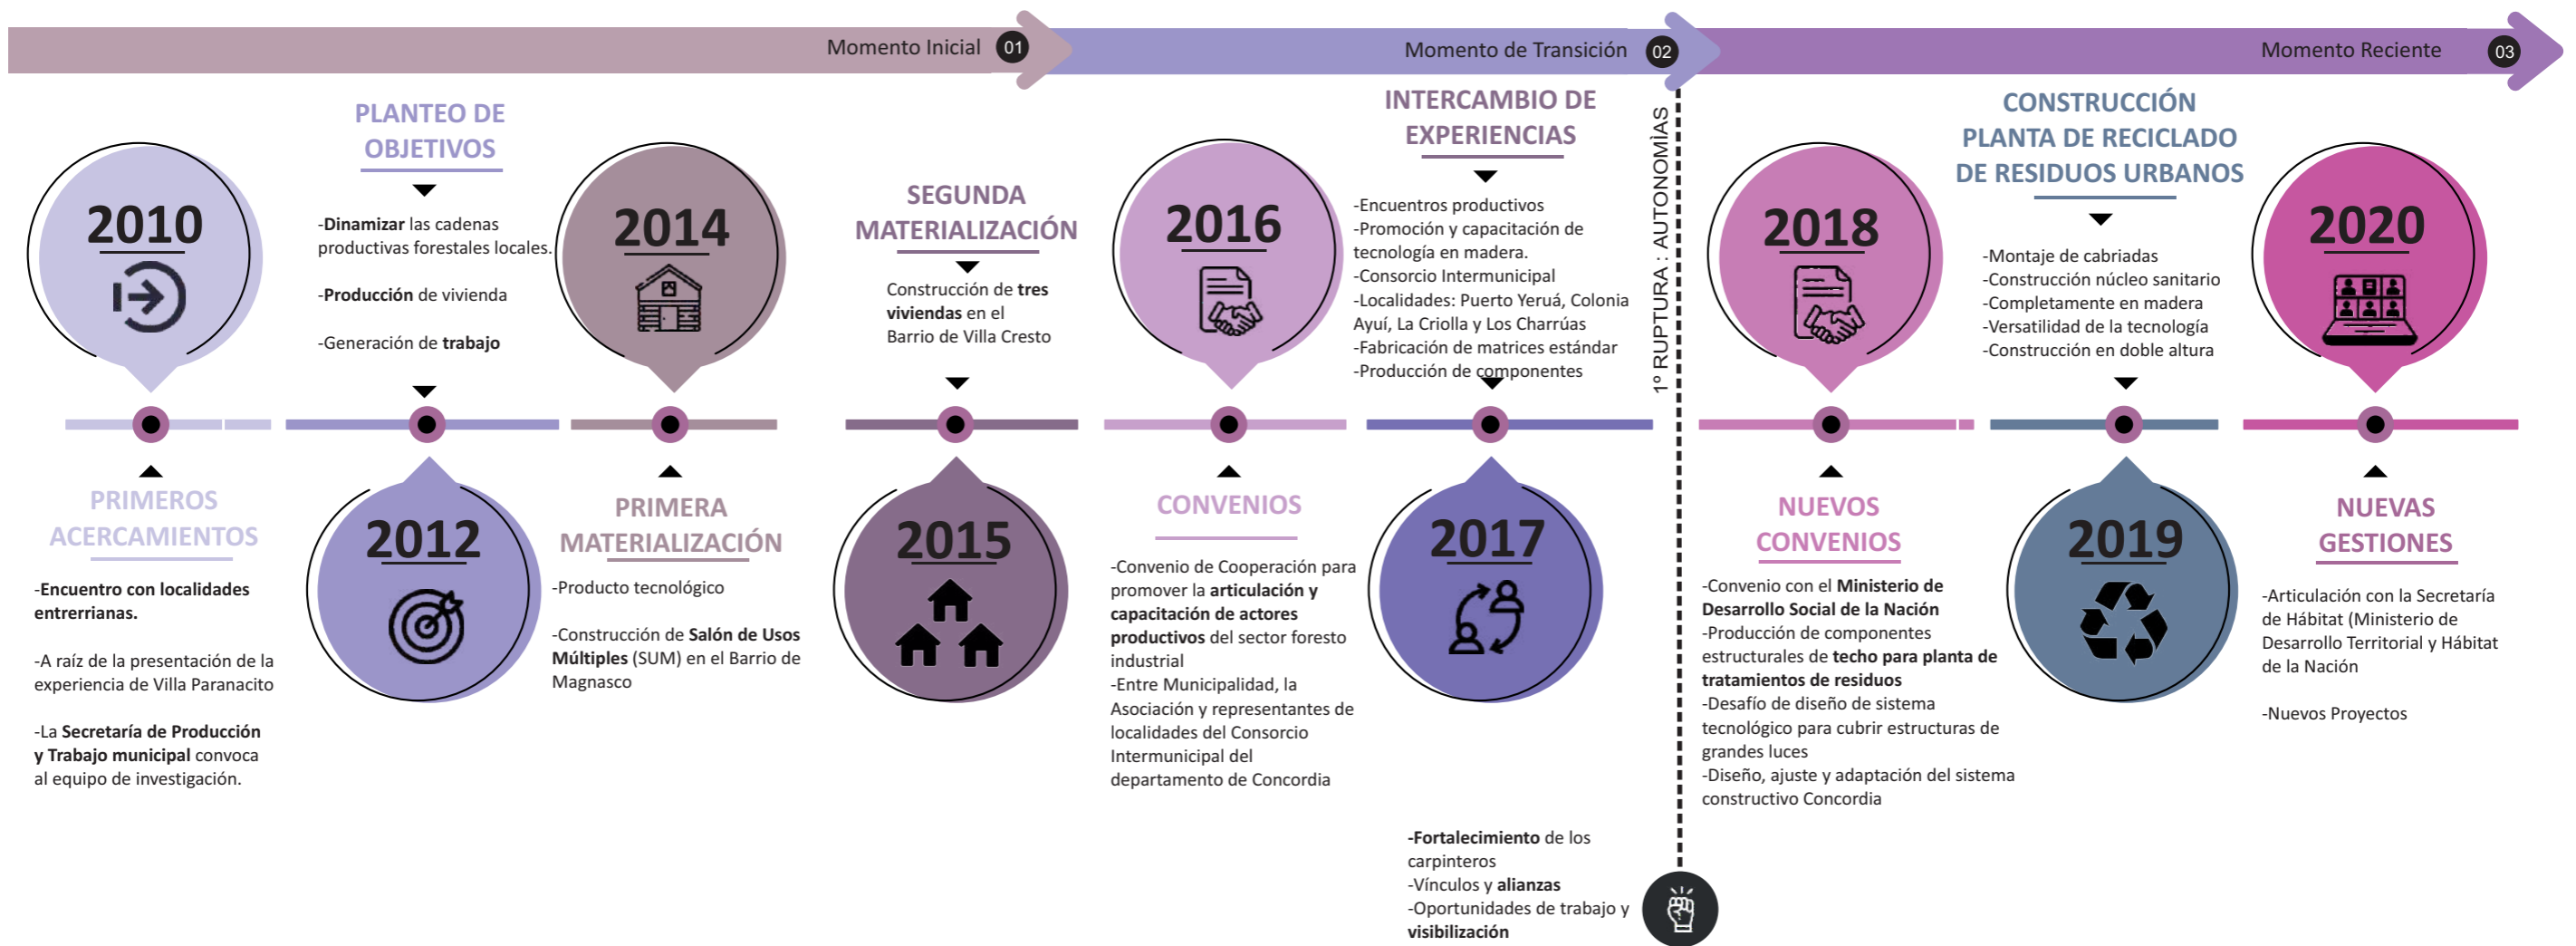 Momento Inicial 01
Momento de Transición 02
Momento Reciente 03
2010
PRIMEROS
ACERCAMIENTOS
-Encuentro con localidades
entrerrianas.
-A raíz de la presentación de la
experiencia de Villa Paranacito
-La Secretaría de Producción
y Trabajo municipal convoca
al equipo de investigación.
PLANTEO DE
OBJETIVOS
-Dinamizar las cadenas
productivas forestales locales.
-Producción de vivienda
-Generación de trabajo
2012
2014
PRIMERA
MATERIALIZACIÓN
-Producto tecnológico
-Construcción de Salón de Usos
Múltiples (SUM) en el Barrio de
Magnasco
SEGUNDA
MATERIALIZACIÓN
Construcción de tres
viviendas en el
Barrio de Villa Cresto
2015
2016
CONVENIOS
-Convenio de Cooperación para
promover la articulación y
capacitación de actores
productivos del sector foresto
industrial
-Entre Municipalidad, la
Asociación y representantes de
localidades del Consorcio
Intermunicipal del
departamento de Concordia
INTERCAMBIO DE
EXPERIENCIAS
-Encuentros productivos
-Promoción y capacitación de
tecnología en madera.
-Consorcio Intermunicipal
-Localidades: Puerto Yeruá, Colonia
Ayuí, La Criolla y Los Charrúas
-Fabricación de matrices estándar
-Producción de componentes
2017
-Fortalecimiento de los
carpinteros
-Vínculos y alianzas
-Oportunidades de trabajo y
visibilización
1º RUPTURA : AUTONOMÌAS
2018
NUEVOS
CONVENIOS
-Convenio con el Ministerio de
Desarrollo Social de la Nación
-Producción de componentes
estructurales de techo para planta de
tratamientos de residuos
-Desafío de diseño de sistema
tecnológico para cubrir estructuras de
grandes luces
-Diseño, ajuste y adaptación del sistema
constructivo Concordia
CONSTRUCCIÓN
PLANTA DE RECICLADO
DE RESIDUOS URBANOS
-Montaje de cabriadas
-Construcción núcleo sanitario
-Completamente en madera
-Versatilidad de la tecnología
-Construcción en doble altura
2019
2020
NUEVAS
GESTIONES
-Articulación con la Secretaría
de Hábitat (Ministerio de
Desarrollo Territorial y Hábitat
de la Nación
-Nuevos Proyectos